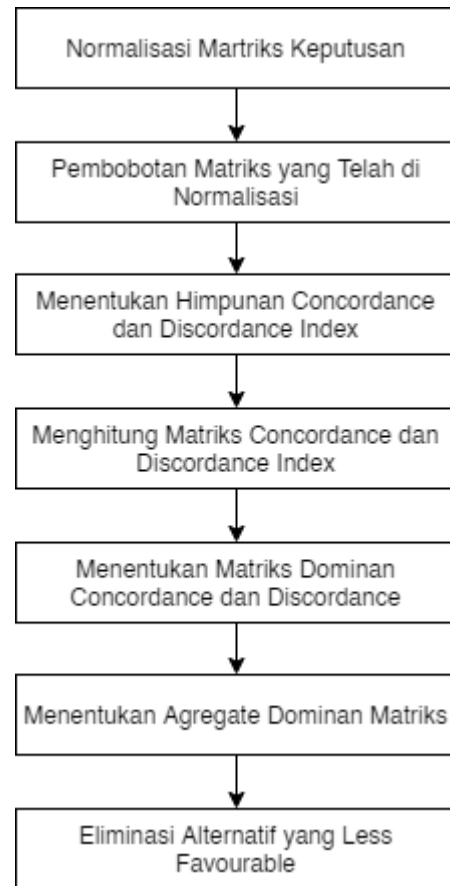 Normalisasi Martriks Keputusan
Pembobotan Matriks yang Telah di
Normalisasi
Menentukan Himpunan Concordance
dan Discordance Index
Menghitung Matriks Concordance dan
Discordance Index
Menentukan Matriks Dominan
Concordance dan Discordance
Menentukan Agregate Dominan Matriks
Eliminasi Alternatif yang Less
Favourable